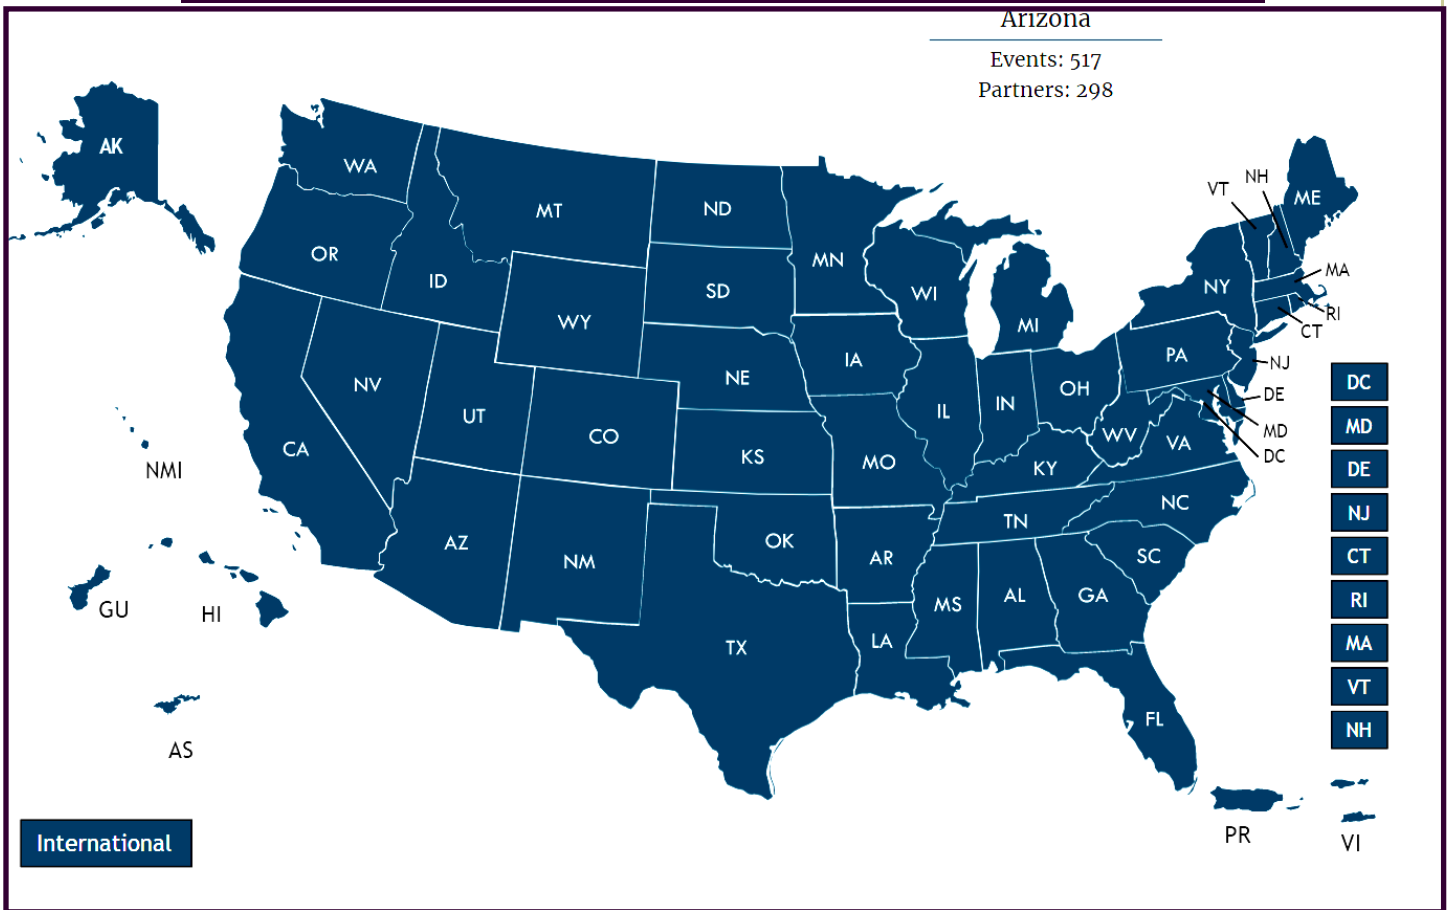 Arizona
Events: 517
Partners: 298
AK
WA
MT
ND
MN
OR
ID
SD
WI
MI
NY
VT
NH
ME
MA
RI
CT
WY
NV
UT
CO
NE
IA
IL
IN
OH
PA
NJ
DE
MD
DC
CA
KS
MO
KY
WV
VA
NC
TN
AZ
NM
OK
AR
SC
MS
AL
GA
TX
LA
FL
NMI
GU
HI
AS
PR
VI
DC
MD
DE
NJ
CT
RI
MA
VT
NH
International